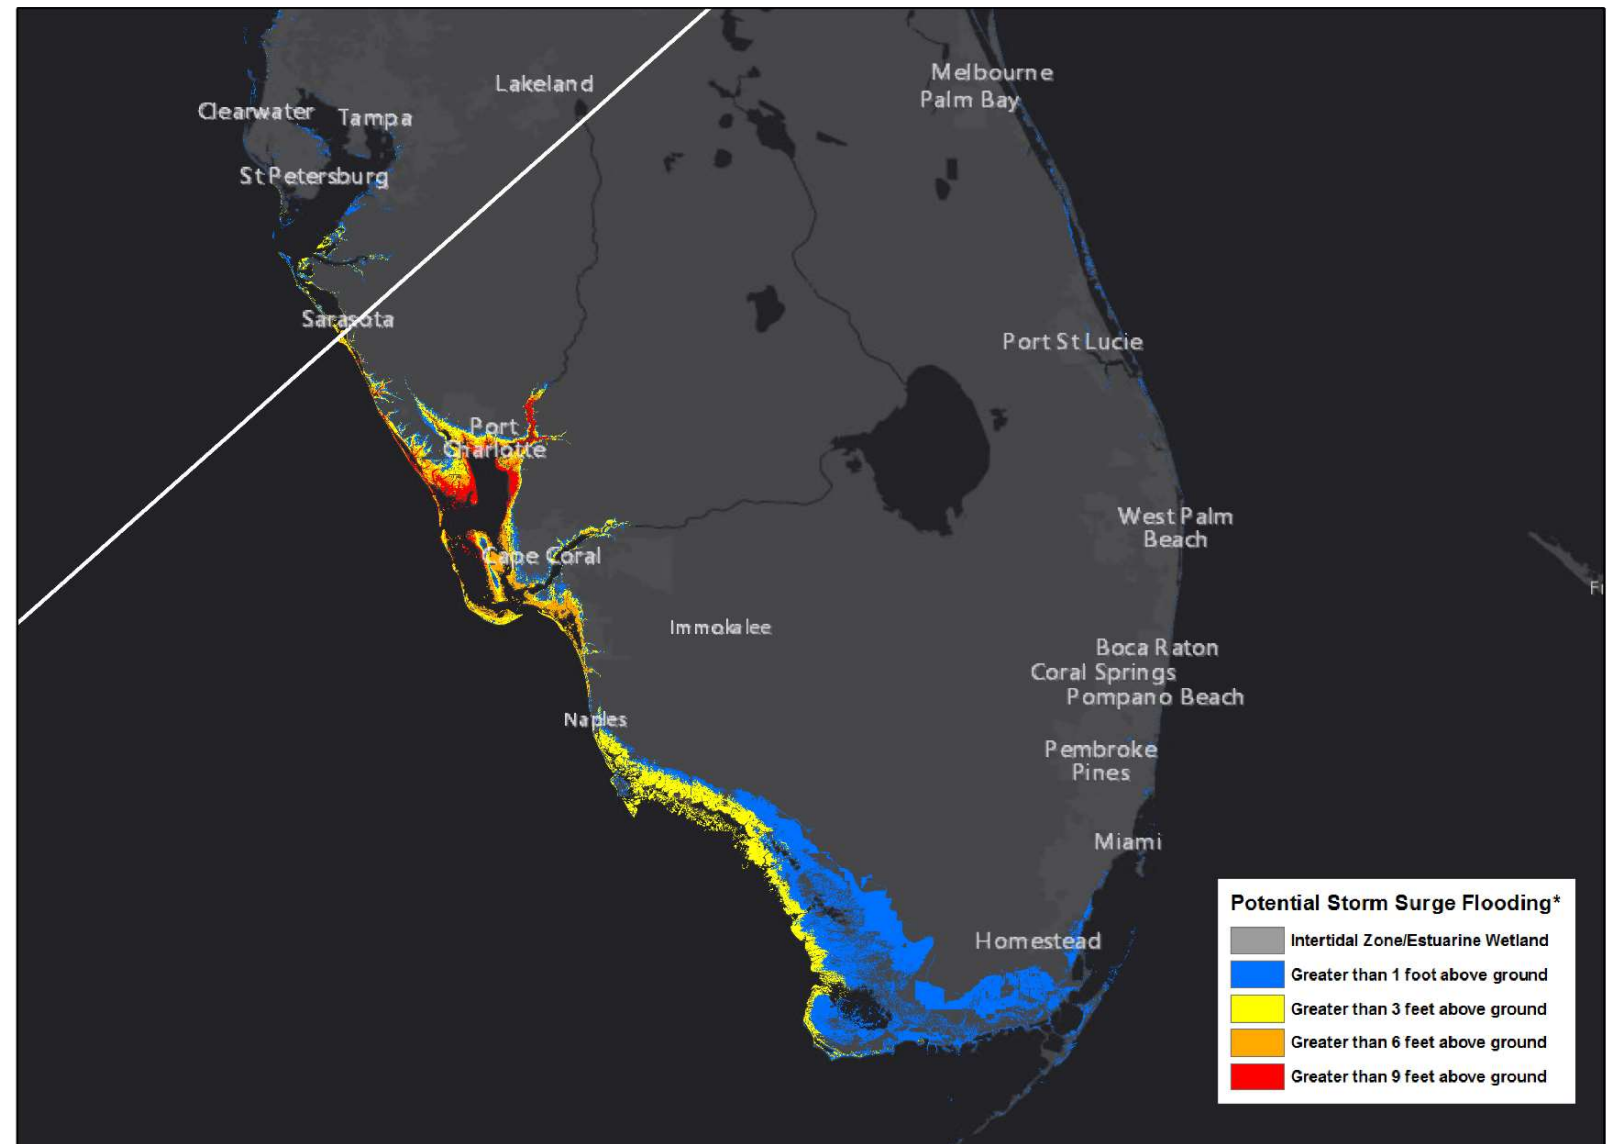 Melbourne
Lakeland
Palm Bay
Clearwater
Tampa
St Petersburg
Sarasota
Port St Lucie
Port
Charlotte
West Palm
Beach
Cape Coral
Immokalee
Boca Raton
Coral Springs
Pompano Beach
Naples
Pembroke
Pines
Miami
Homestead
Potential Storm Surge Flooding*
Intertidal Zone/Estuarine Wetland
Greater than 1 foot above ground
Greater than 3 feet above ground
Greater than 6 feet above ground
Greater than 9 feet above ground